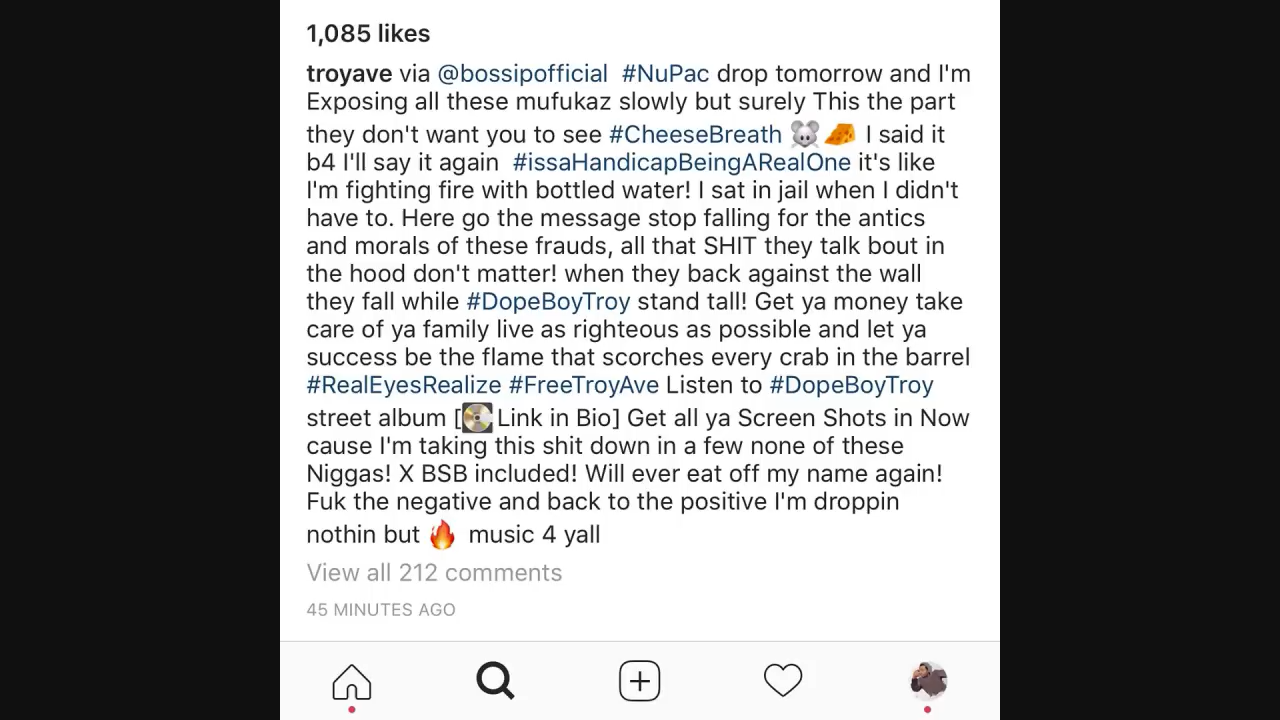 1,085 likes
troyave via @bossipofficial #NuPac drop tomorrow and I'm
Exposing all these mufukaz slowly but surely This the part
they don't want you to see #CheeseBreath 🐭🧀 I said it
b4 I'll say it again #issaHandicapBeingARealOne it's like
I'm fighting fire with bottled water! I sat in jail when I didn't
have to. Here go the message stop falling for the antics
and morals of these frauds, all that SHIT they talk bout in
the hood don't matter! when they back against the wall
they fall while #DopeBoyTroy stand tall! Get ya money take
care of ya family live as righteous as possible and let ya
success be the flame that scorches every crab in the barrel
#RealEyesRealize #FreeTroyAve Listen to #DopeBoyTroy
street album [💽Link in Bio] Get all ya Screen Shots in Now
cause I'm taking this shit down in a few none of these
Niggas! X BSB included! Will ever eat off my name again!
Fuk the negative and back to the positive I'm droppin
nothin but 🔥 music 4 yall
View all 212 comments
45 MINUTES AGO